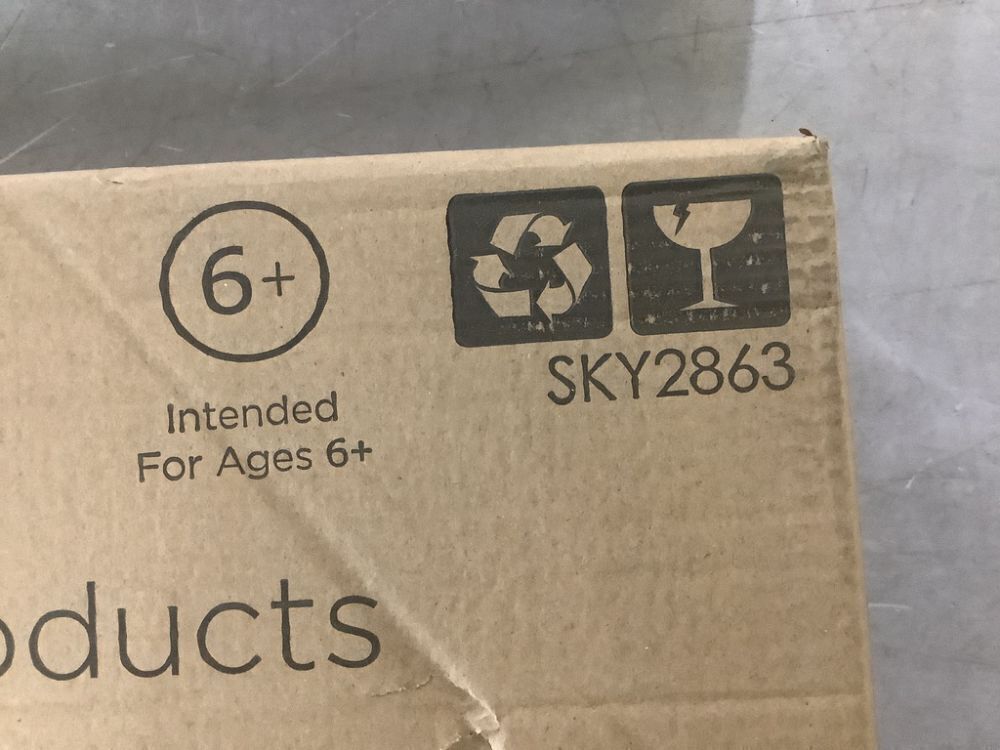 6+
SKY2863
Intended
For Ages 6+
oducts